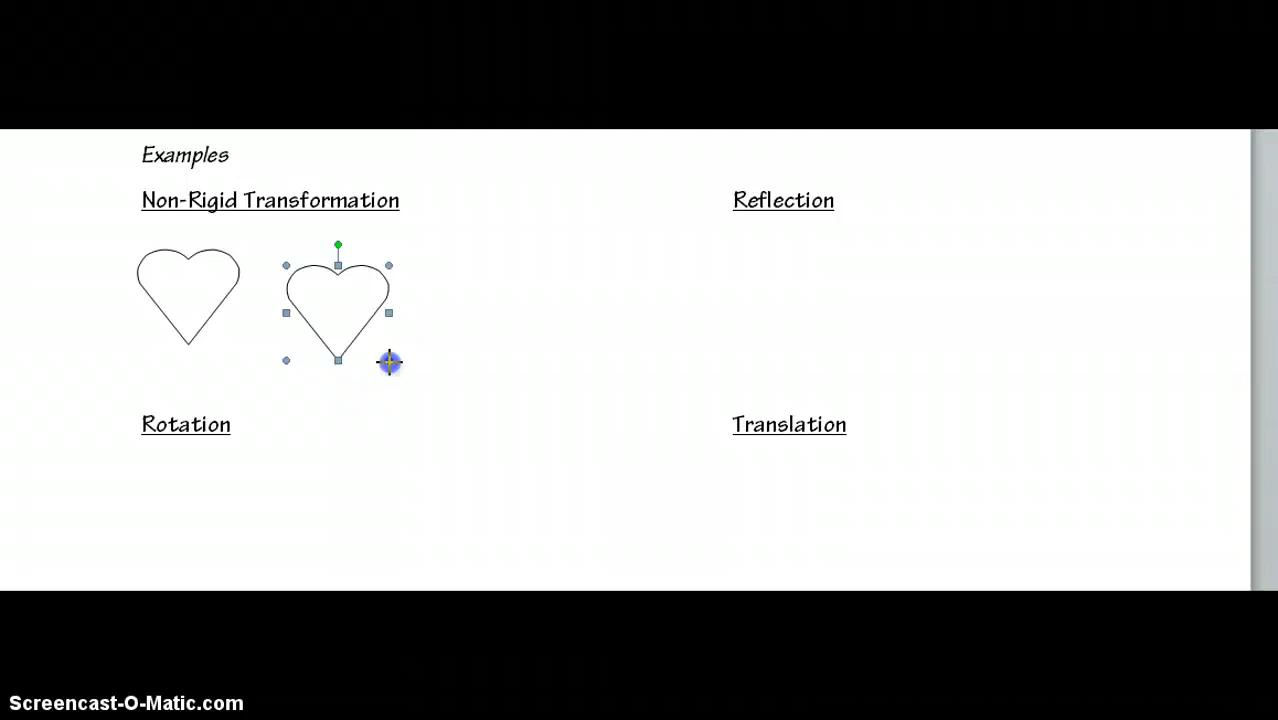 Examples
Non-Rigid Transformation
Reflection
Rotation
Translation
Screencast-O-Matic.com